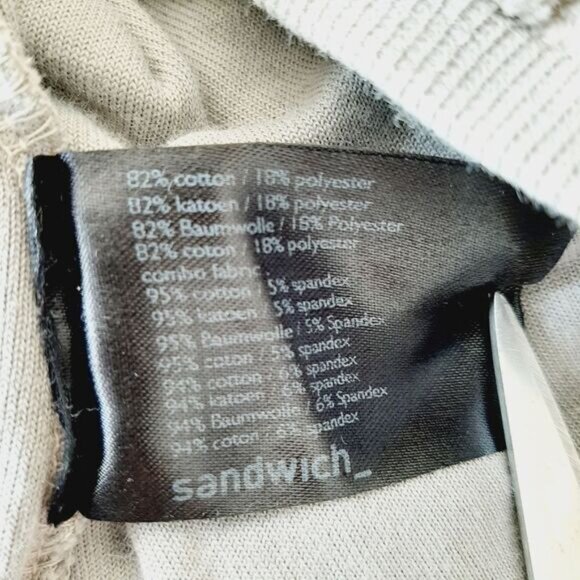 82% cotton / 18% polyester
82% katoen / 18% polyester
82% Baumwolle / 18% Polyester
82% coton / 18% polyester
combo fabric :
95% cotton / 5% spandex
95% katoen / 5% spandex
95% Baumwolle / 5% Spandex
95% coton / 5% spandex
94% cotton / 6% spandex
94% katoen / 6% spandex
94% Baumwolle / 6% Spandex
94% coton / 6% spandex
sandwich_